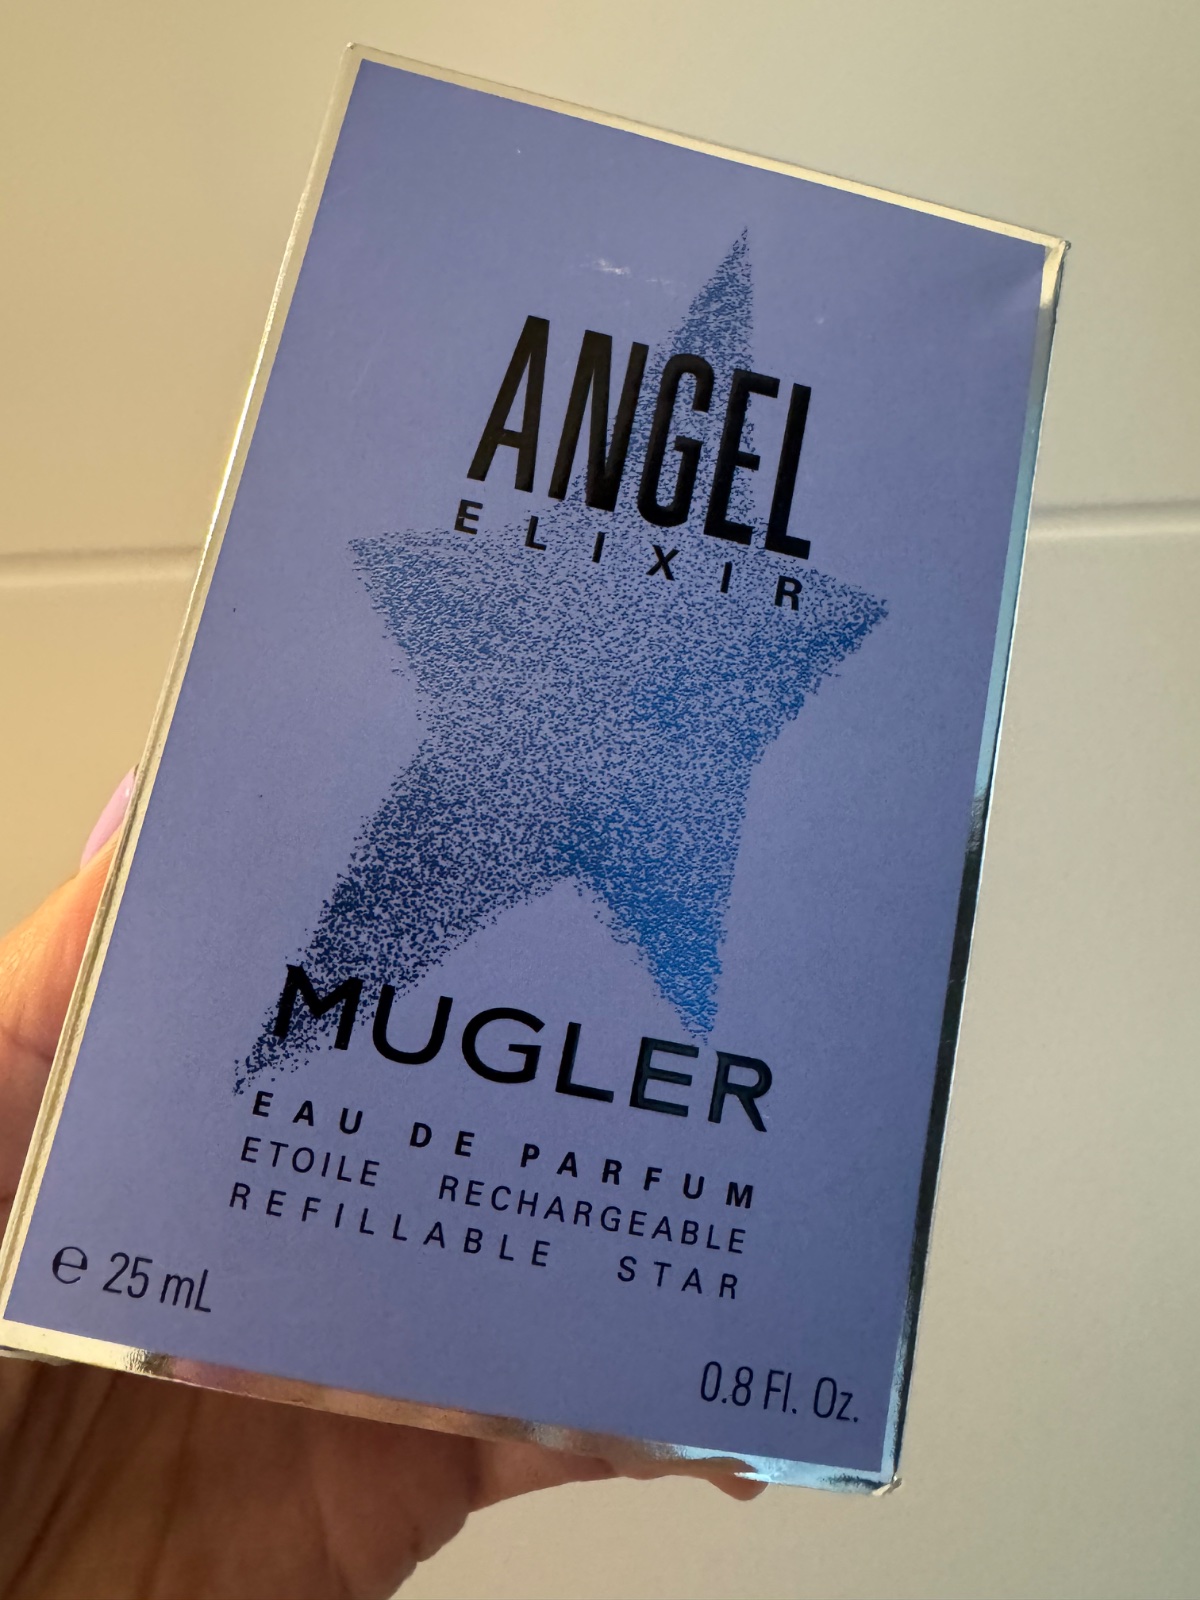 ANGEL
ELIXIR
MUGLER
EAU DE PARFUM
ETOILE RECHARGEABLE
REFILLABLE STAR
℮ 25 mL
0.8 Fl. Oz.